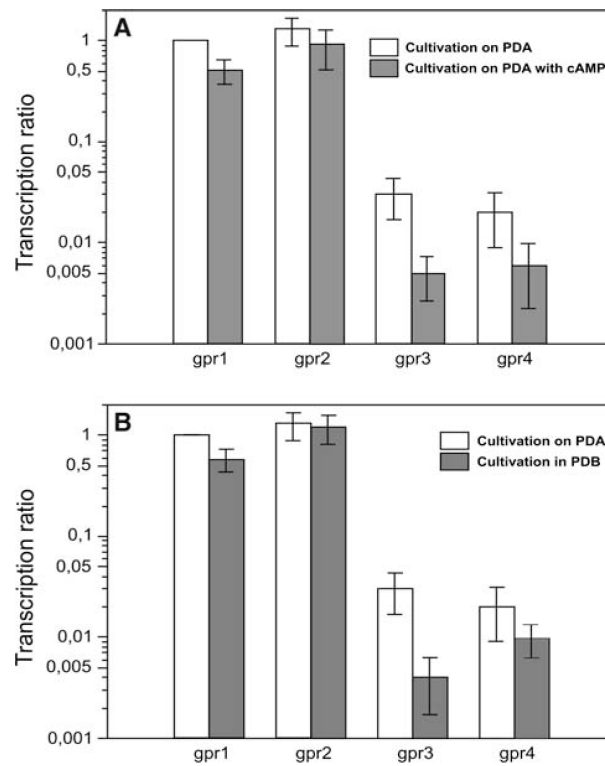 A
Cultivation on PDA
Cultivation on PDA with cAMP
Transcription ratio
1
0.5
0,1
0,05
0,01
0,005
0,001
gpr1 gpr2 gpr3 gpr4
B
Cultivation on PDA
Cultivation in PDB
Transcription ratio
1
0.5
0,1
0,05
0,01
0,005
0,001
gpr1 gpr2 gpr3 gpr4